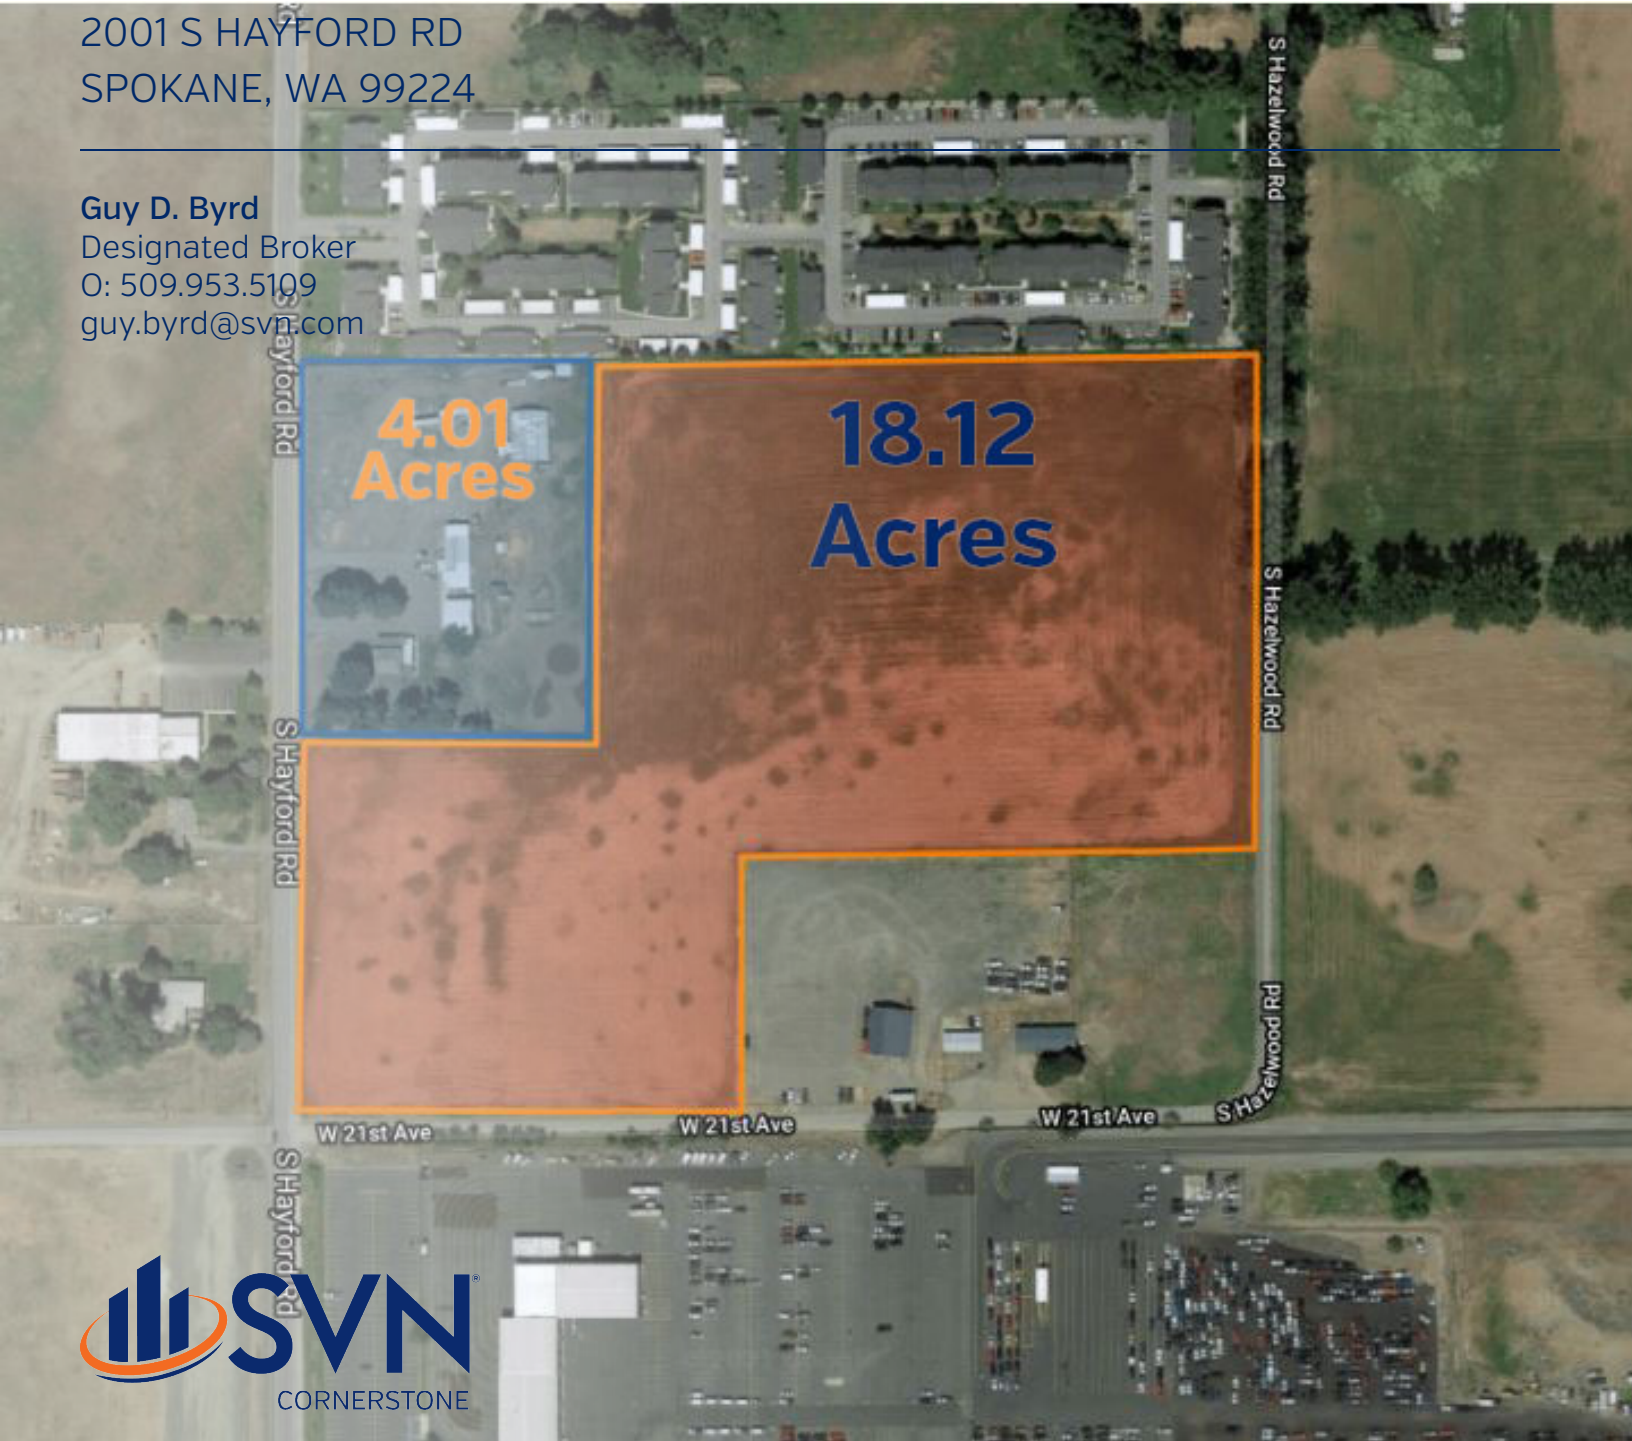 2001 S HAYFORD RD
SPOKANE, WA 99224
Guy D. Byrd
Designated Broker
O: 509.953.5109
guy.byrd@svn.com
Rd
S Hazelwood Rd
S Hayford Rd
4.01
Acres
18.12
Acres
S Hazelwood Rd
S Hayford Rd
S Hazelwood Rd
W 21st Ave
W 21st Ave
W 21st Ave
S Hayford Rd
SVN®
CORNERSTONE